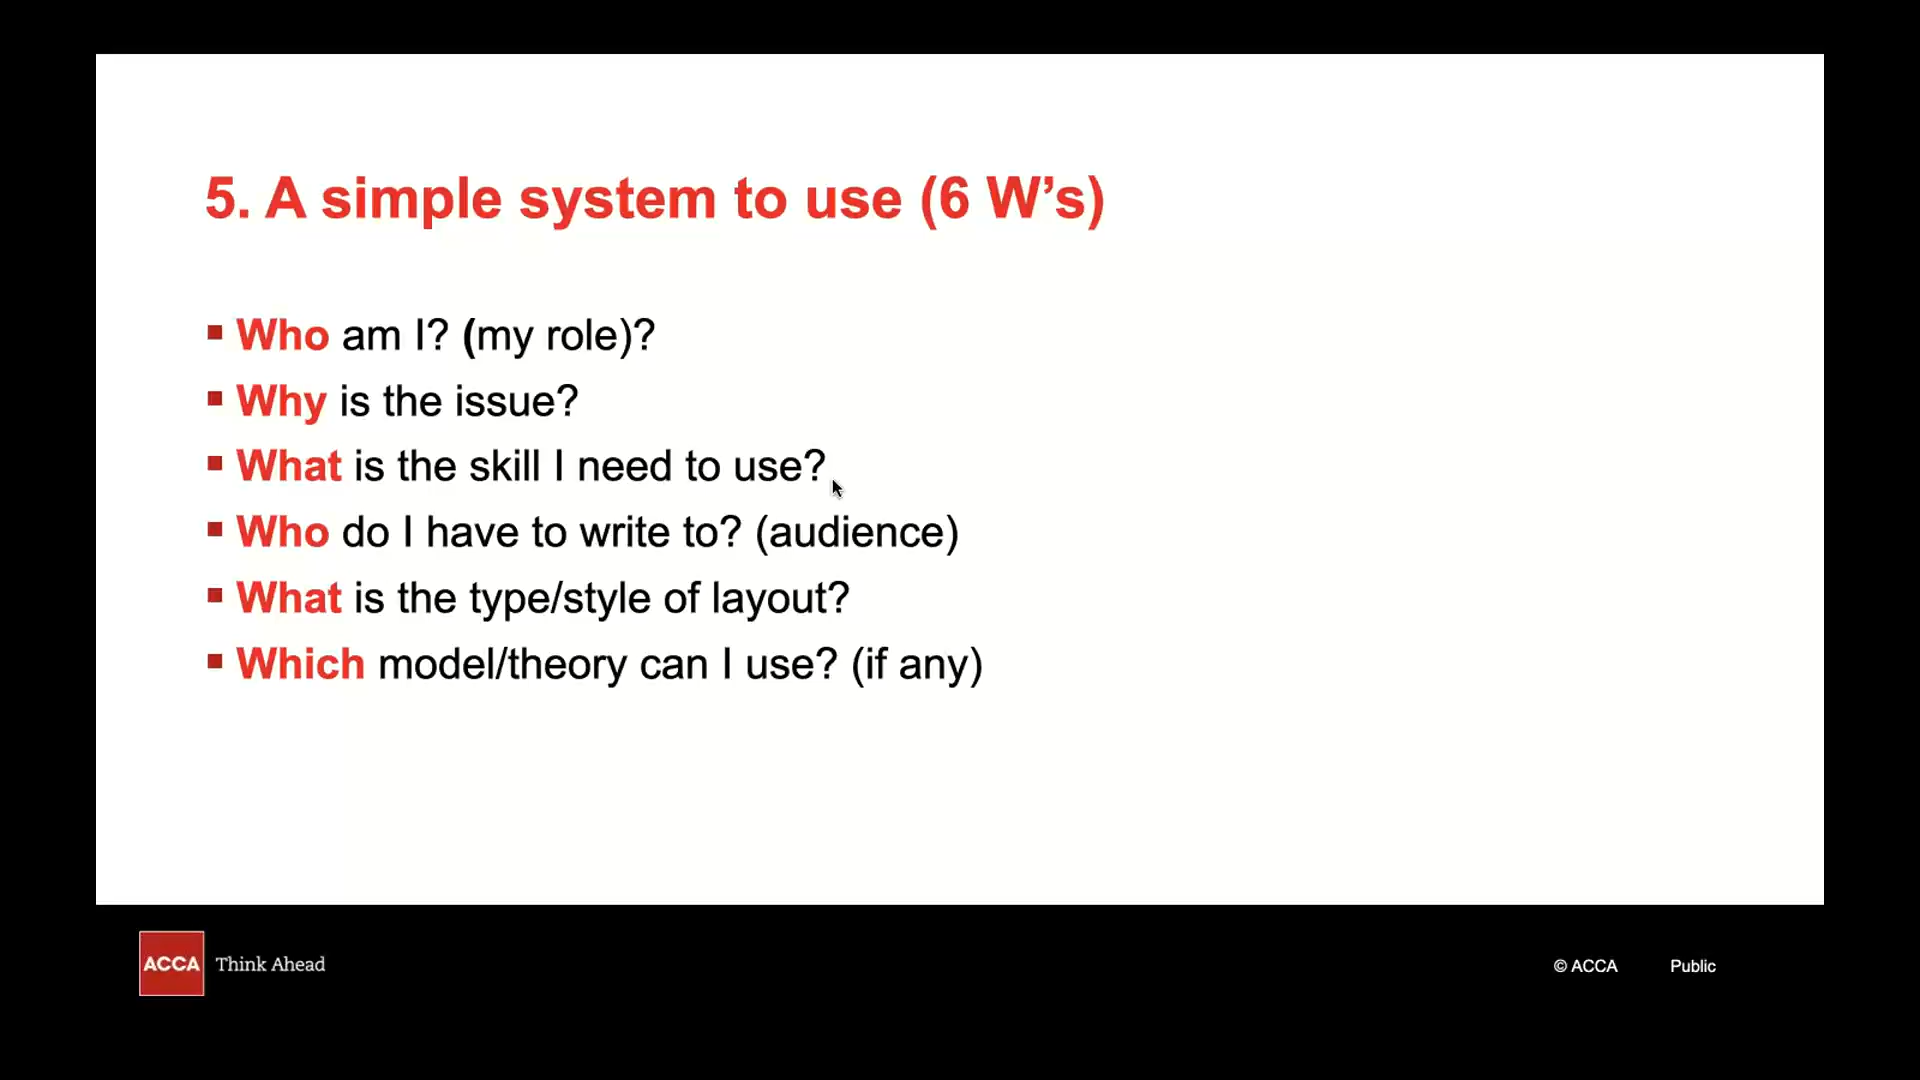 5. A simple system to use (6 W’s)
▪ Who am I? (my role)?
▪ Why is the issue?
▪ What is the skill I need to use?
▪ Who do I have to write to? (audience)
▪ What is the type/style of layout?
▪ Which model/theory can I use? (if any)
ACCA Think Ahead
© ACCA Public